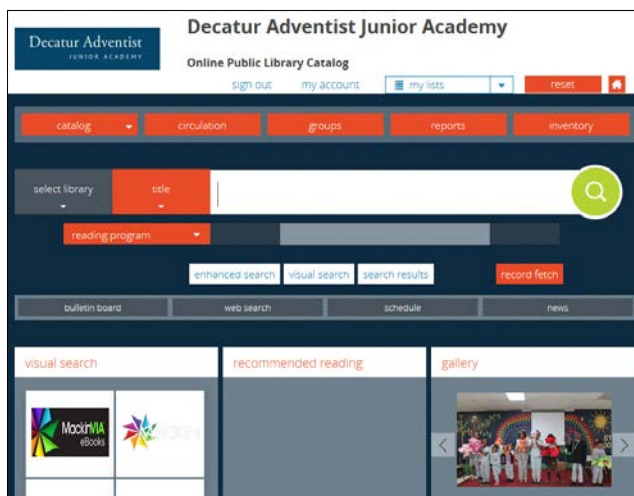 Decatur Adventist
JUNIOR ACADEMY
Decatur Adventist Junior Academy
Online Public Library Catalog
sign out my account my lists reset
catalog circulation groups reports inventory
select library title
reading program
enhanced search visual search search results record fetch
bulletin board web search schedule news
visual search recommended reading gallery
MackinVIA
eBooks